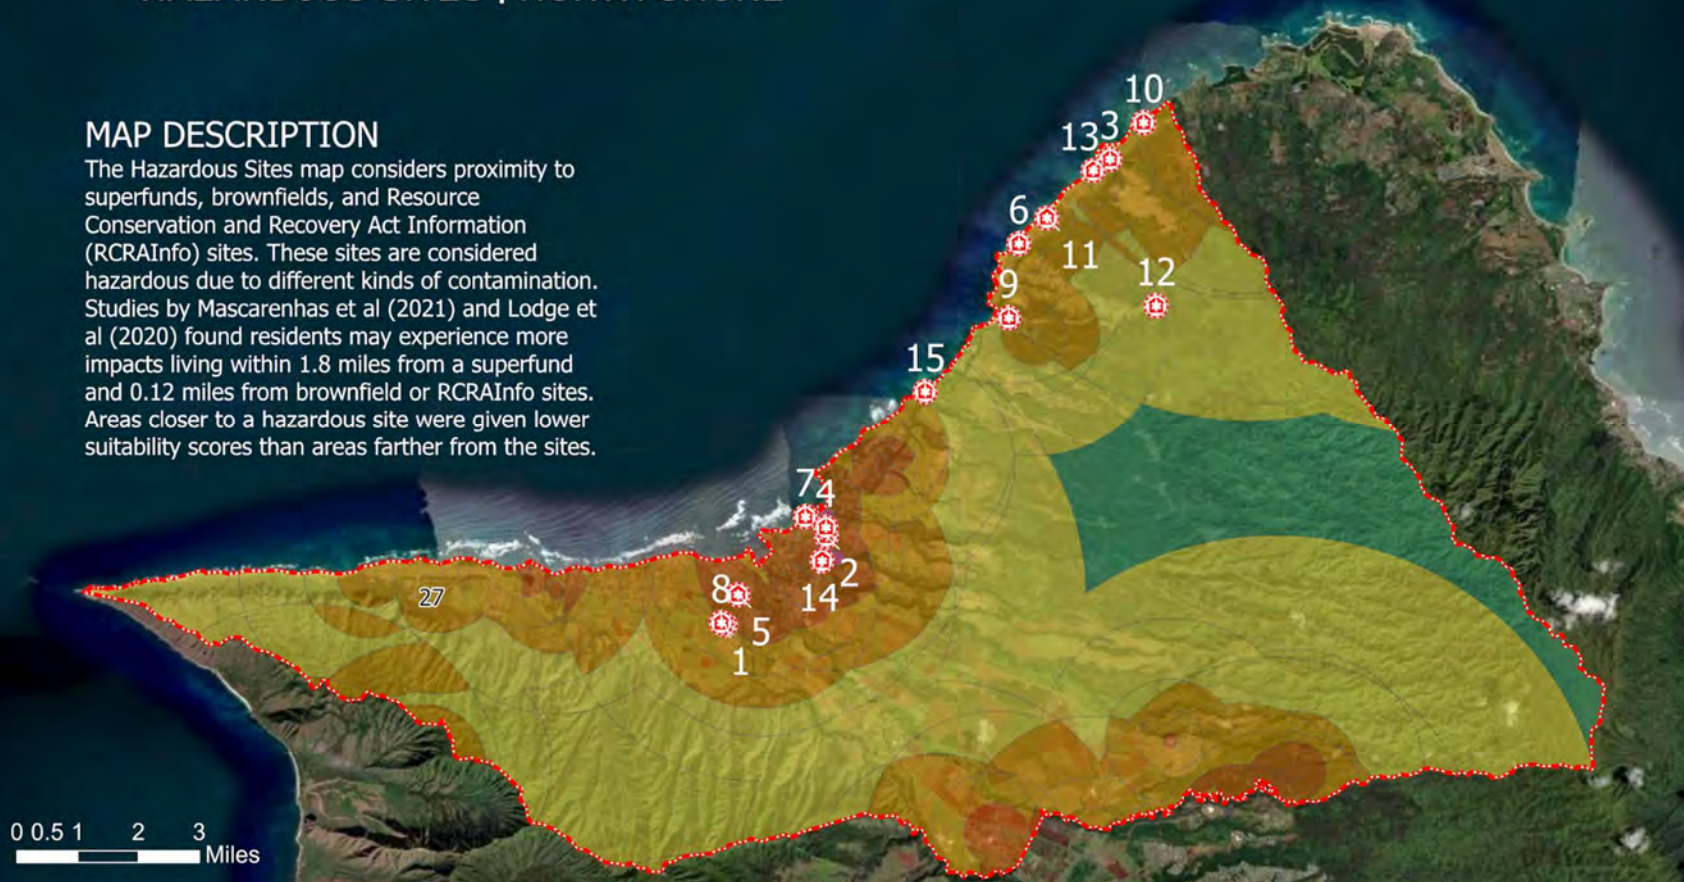 HAZARDOUS SITES : NORTH SHORE
MAP DESCRIPTION
The Hazardous Sites map considers proximity to
superfunds, brownfields, and Resource
Conservation and Recovery Act Information
(RCRAInfo) sites. These sites are considered
hazardous due to different kinds of contamination.
Studies by Mascarenhas et al (2021) and Lodge et
al (2020) found residents may experience more
impacts living within 1.8 miles from a superfund
and 0.12 miles from brownfield or RCRAInfo sites.
Areas closer to a hazardous site were given lower
suitability scores than areas farther from the sites.
10
13 3
6
11
12
9
15
7 4
2
14
8
5
1
27
0 0.5 1 2 3
Miles